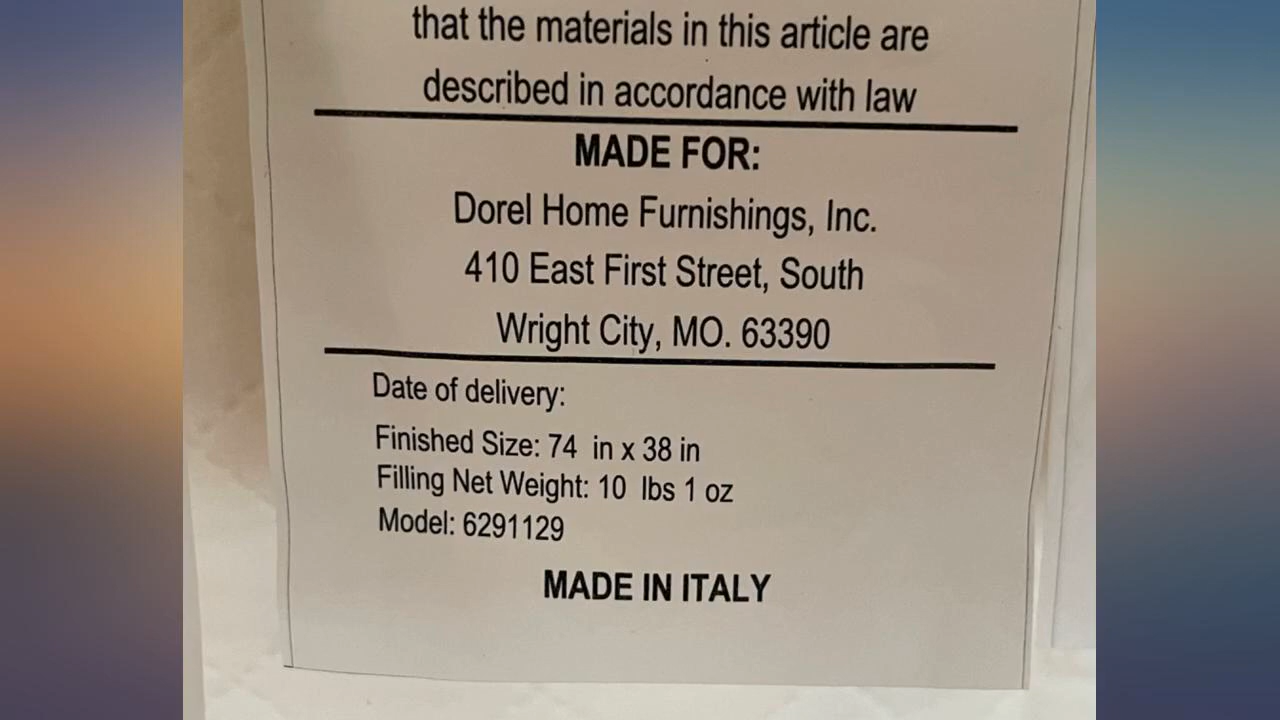 that the materials in this article are
described in accordance with law
MADE FOR:
Dorel Home Furnishings, Inc.
410 East First Street, South
Wright City, MO. 63390
Date of delivery:
Finished Size: 74 in x 38 in
Filling Net Weight: 10 lbs 1 oz
Model: 6291129
MADE IN ITALY